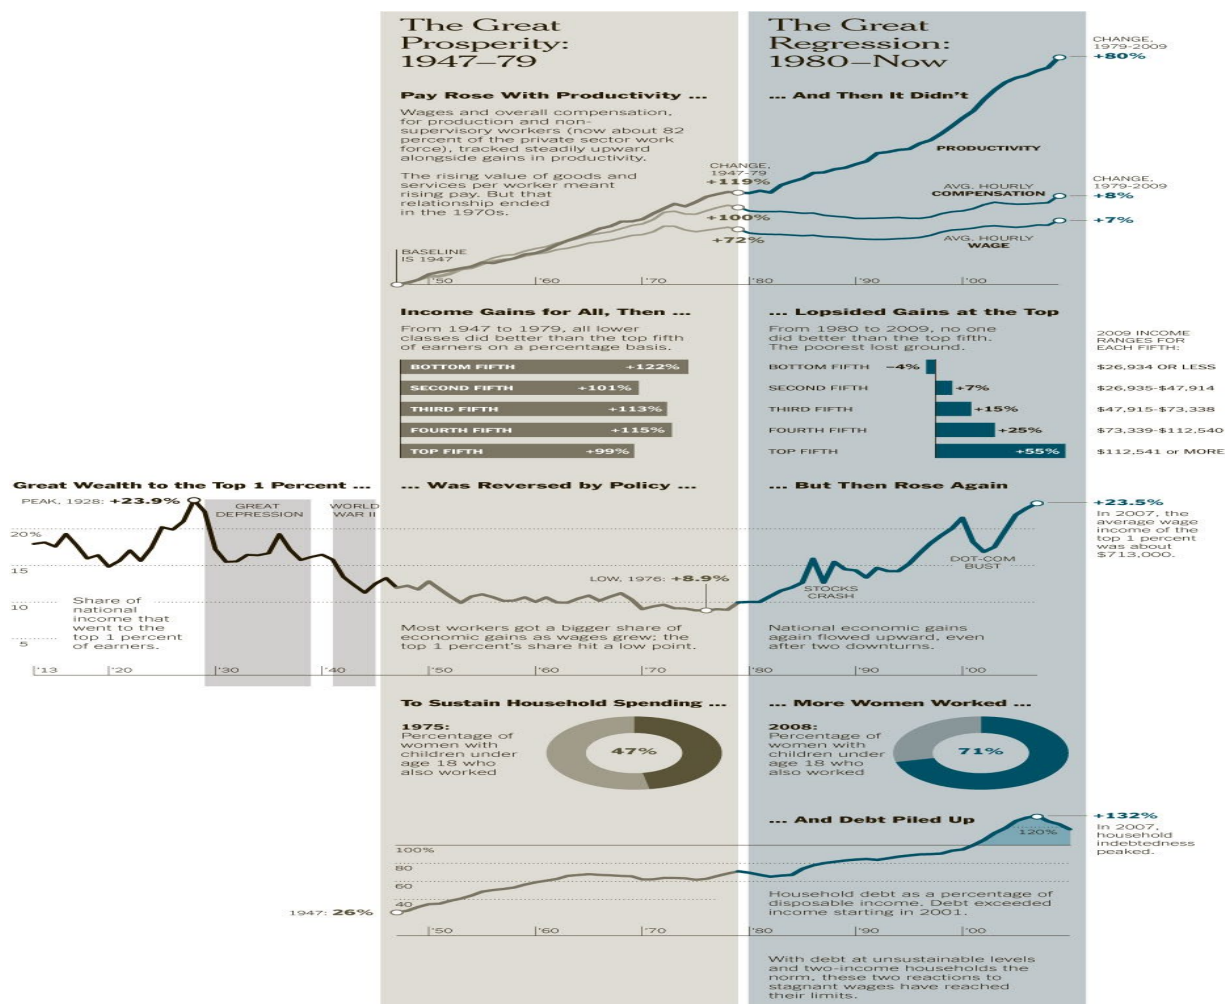 The Great
Prosperity:
1947–79
The Great
Regression:
1980–Now
Pay Rose With Productivity ...
Wages and overall compensation,
for production and non-
supervisory workers (now about 82
percent of the private sector work
force), tracked steadily upward
alongside gains in productivity.
The rising value of goods and
services per worker meant
rising pay. But that
relationship ended
in the 1970s.
... And Then It Didn't
CHANGE,
1979-2009
+80%
PRODUCTIVITY
CHANGE,
1947-79
+119%
+100%
+72%
AVG. HOURLY
COMPENSATION
CHANGE,
1979-2009
+8%
+7%
AVG. HOURLY
WAGE
BASELINE
IS 1947
'50
'60
'70
'80
'90
'00
Income Gains for All, Then ...
From 1947 to 1979, all lower
classes did better than the top fifth
of earners on a percentage basis.
BOTTOM FIFTH +122%
SECOND FIFTH +101%
THIRD FIFTH +113%
FOURTH FIFTH +115%
TOP FIFTH +99%
... Lopsided Gains at the Top
From 1980 to 2009, no one
did better than the top fifth.
The poorest lost ground.
2009 INCOME
RANGES FOR
EACH FIFTH:
BOTTOM FIFTH –4% $26,934 OR LESS
SECOND FIFTH +7% $26,935-$47,914
THIRD FIFTH +15% $47,915-$73,338
FOURTH FIFTH +25% $73,339-$112,540
TOP FIFTH +55% $112,541 or MORE
Great Wealth to the Top 1 Percent ...
PEAK, 1928: +23.9%
GREAT
DEPRESSION
WORLD
WAR II
20%
15
10
5
Share of
national
income that
went to the
top 1 percent
of earners.
... Was Reversed by Policy ...
LOW, 1976: +8.9%
Most workers got a bigger share of
economic gains as wages grew; the
top 1 percent's share hit a low point.
... But Then Rose Again
+23.5%
In 2007, the
average wage
income of the
top 1 percent
was about
$713,000.
DOT-COM
BUST
STOCKS
CRASH
National economic gains
again flowed upward, even
after two downturns.
'13
'20
'30
'40
'50
'60
'70
'80
'90
'00
To Sustain Household Spending ...
1975:
Percentage of
women with
children under
age 18 who
also worked
47%
... More Women Worked ...
2008:
Percentage of
women with
children under
age 18 who
also worked
71%
... And Debt Piled Up
+132%
In 2007,
household
indebtedness
peaked.
120%
100%
80
60
40
1947: 26%
Household debt as a percentage of
disposable income. Debt exceeded
income starting in 2001.
'50
'60
'70
'80
'90
'00
With debt at unsustainable levels
and two-income households the
norm, these two reactions to
stagnant wages have reached
their limits.